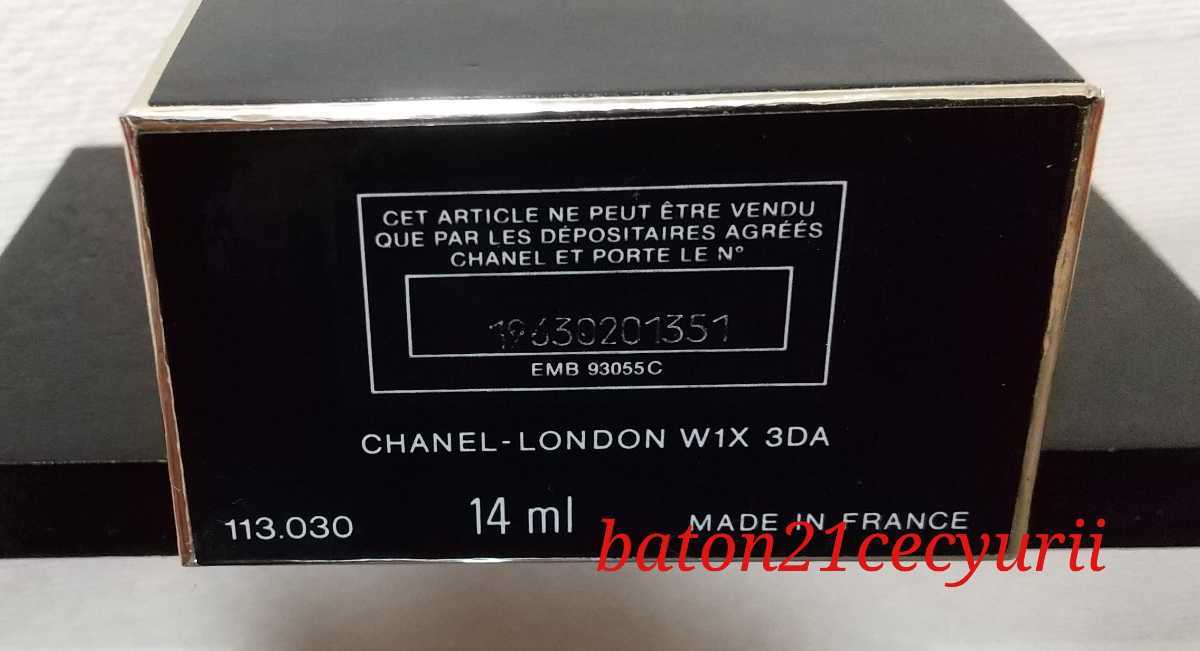 CET ARTICLE NE PEUT ÊTRE VENDU
QUE PAR LES DÉPOSITAIRES AGRÉÉS
CHANEL ET PORTE LE N°
19630201351
EMB 93055C
CHANEL-LONDON W1X 3DA
113.030 14 ml MADE IN FRANCE
baton21cecyurii